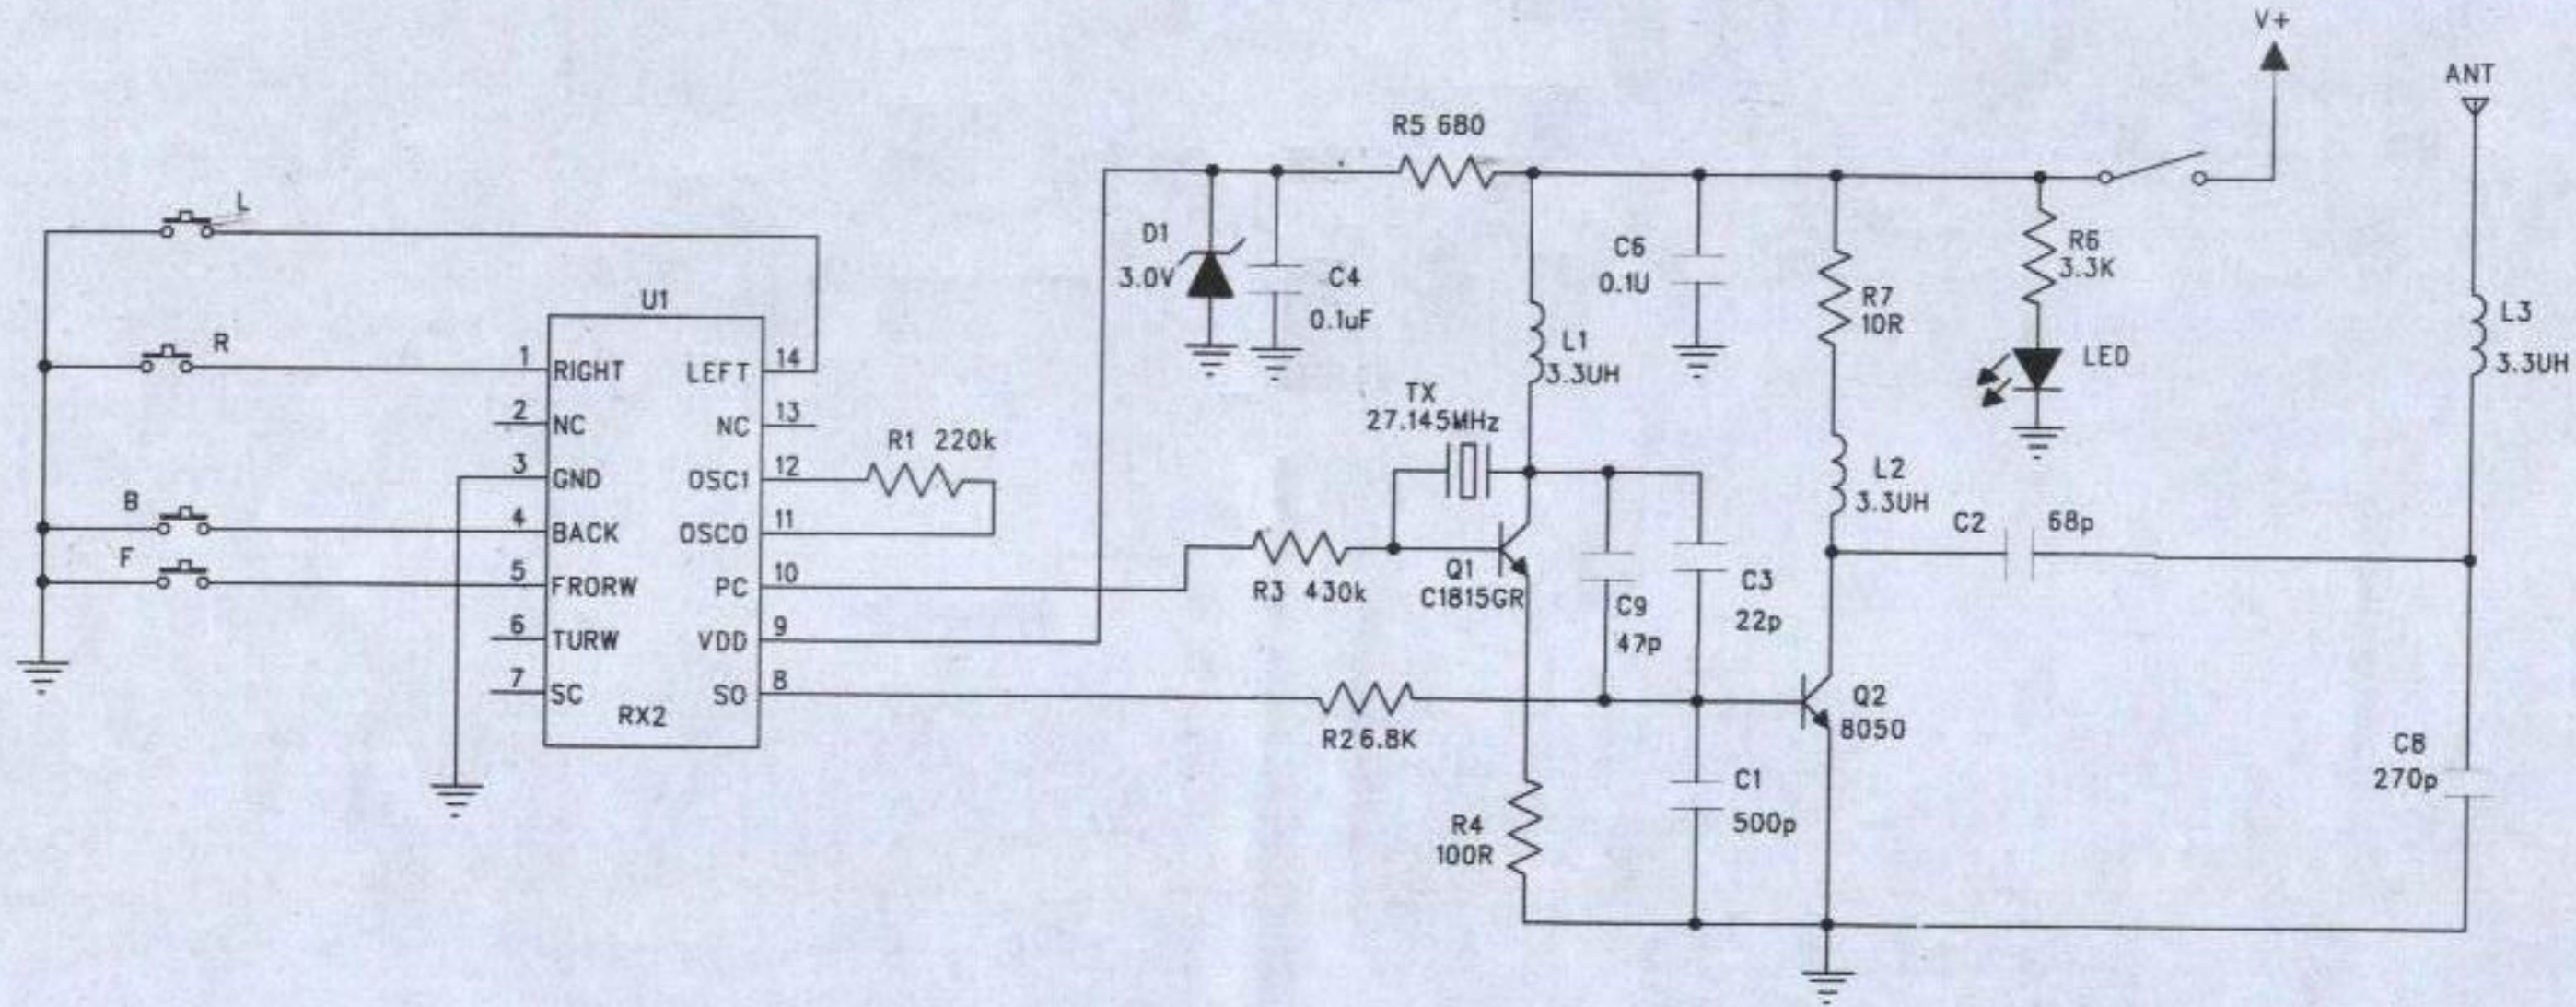 V+
ANT
R5 680
L
D1
3.0V
C4
0.1uF
C6
0.1U
R6
3.3K
R7
10R
LED
L3
3.3UH
L1
3.3UH
U1
R
1 RIGHT LEFT 14
2 NC NC 13
3 GND OSC1 12
4 BACK OSCO 11
5 FRORW PC 10
6 TURW VDD 9
7 SC SO 8
RX2
B
F
R1 220k
TX
27.145MHz
L2
3.3UH
C2 68p
R3 430k
Q1
C1815GR
C9
47p
C3
22p
R2 6.8K
Q2
8050
C1
500p
R4
100R
C8
270p